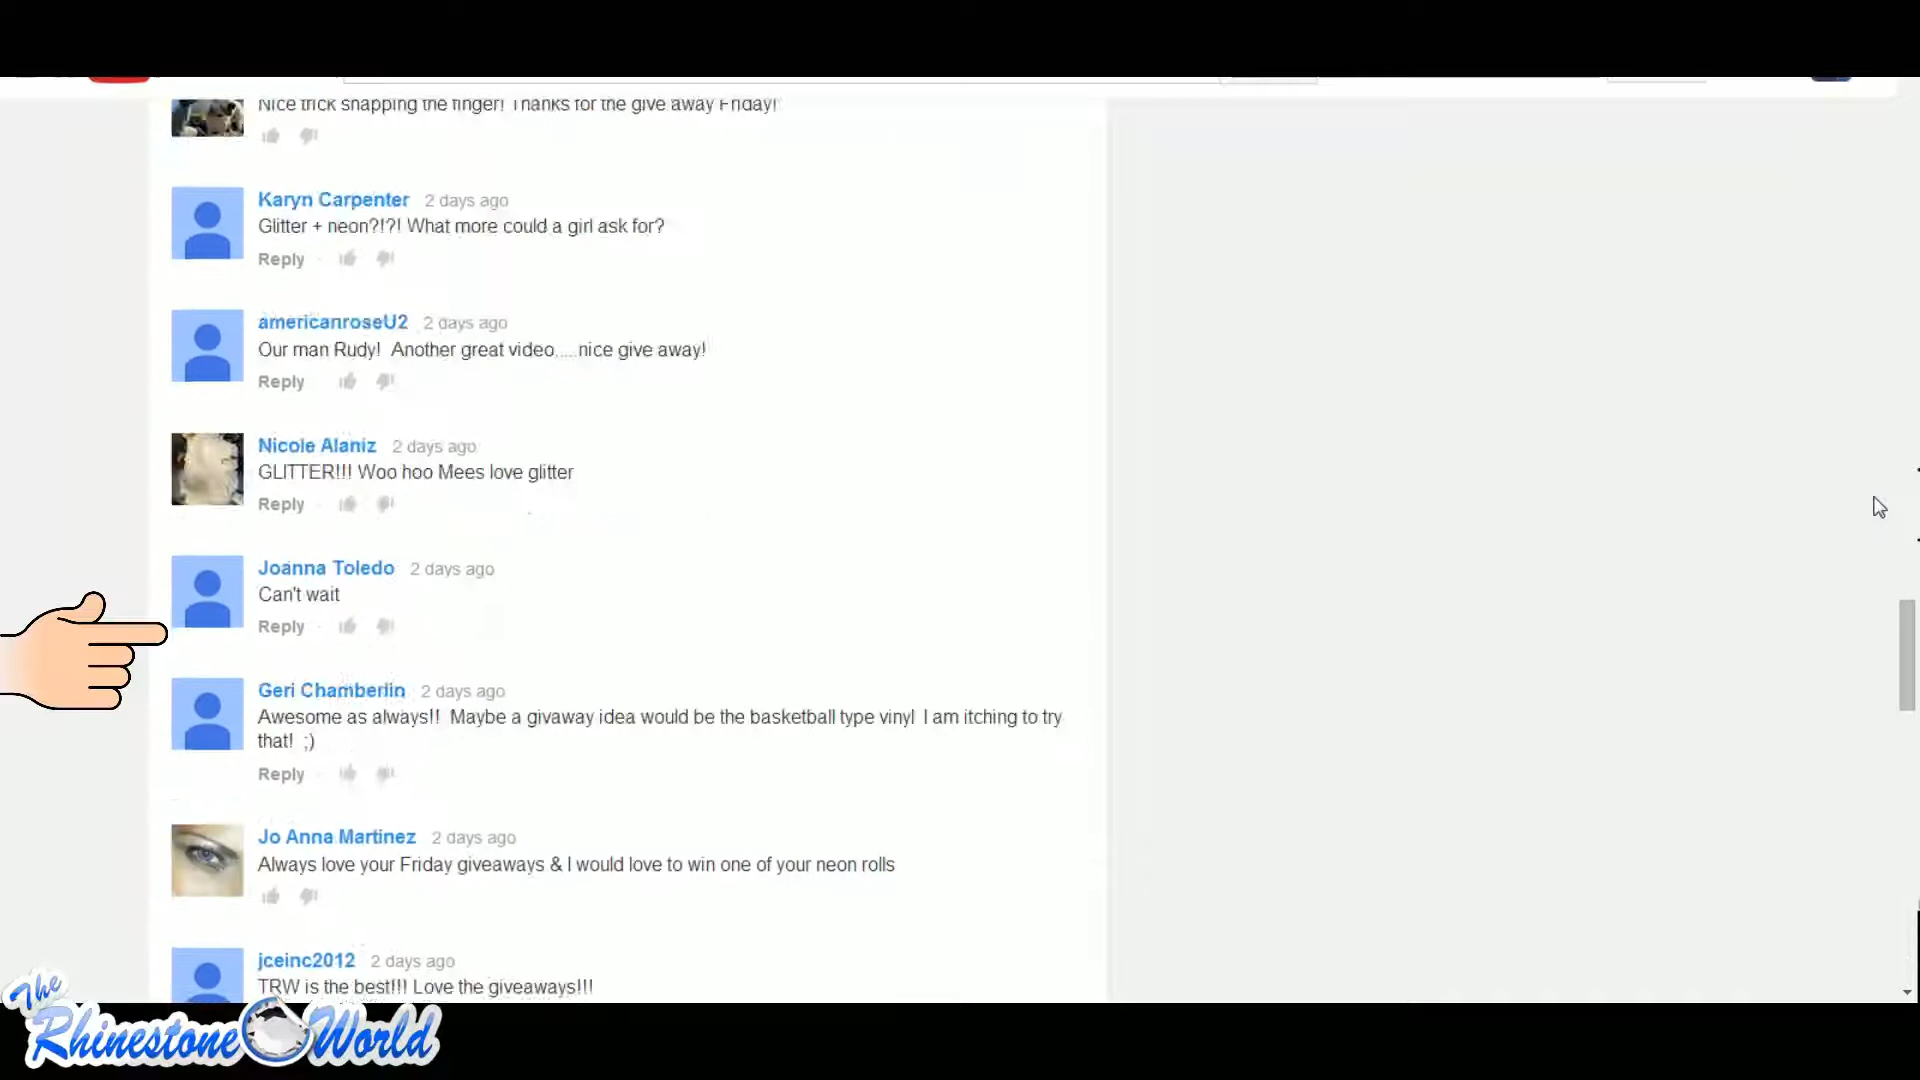 Nice trick snapping the finger! Thanks for the give away Friday!
Karyn Carpenter 2 days ago
Glitter + neon?!?! What more could a girl ask for?
Reply
americanroseU2 2 days ago
Our man Rudy!  Another great video.....nice give away!
Reply
Nicole Alaniz 2 days ago
GLITTER!!! Woo hoo Mees love glitter
Reply
Joanna Toledo 2 days ago
Can't wait
Reply
Geri Chamberlin 2 days ago
Awesome as always!!  Maybe a givaway idea would be the basketball type vinyl  I am itching to try
that!  ;)
Reply
Jo Anna Martinez 2 days ago
Always love your Friday giveaways & I would love to win one of your neon rolls
jceinc2012 2 days ago
TRW is the best!!! Love the giveaways!!!
The
Rhinestone World